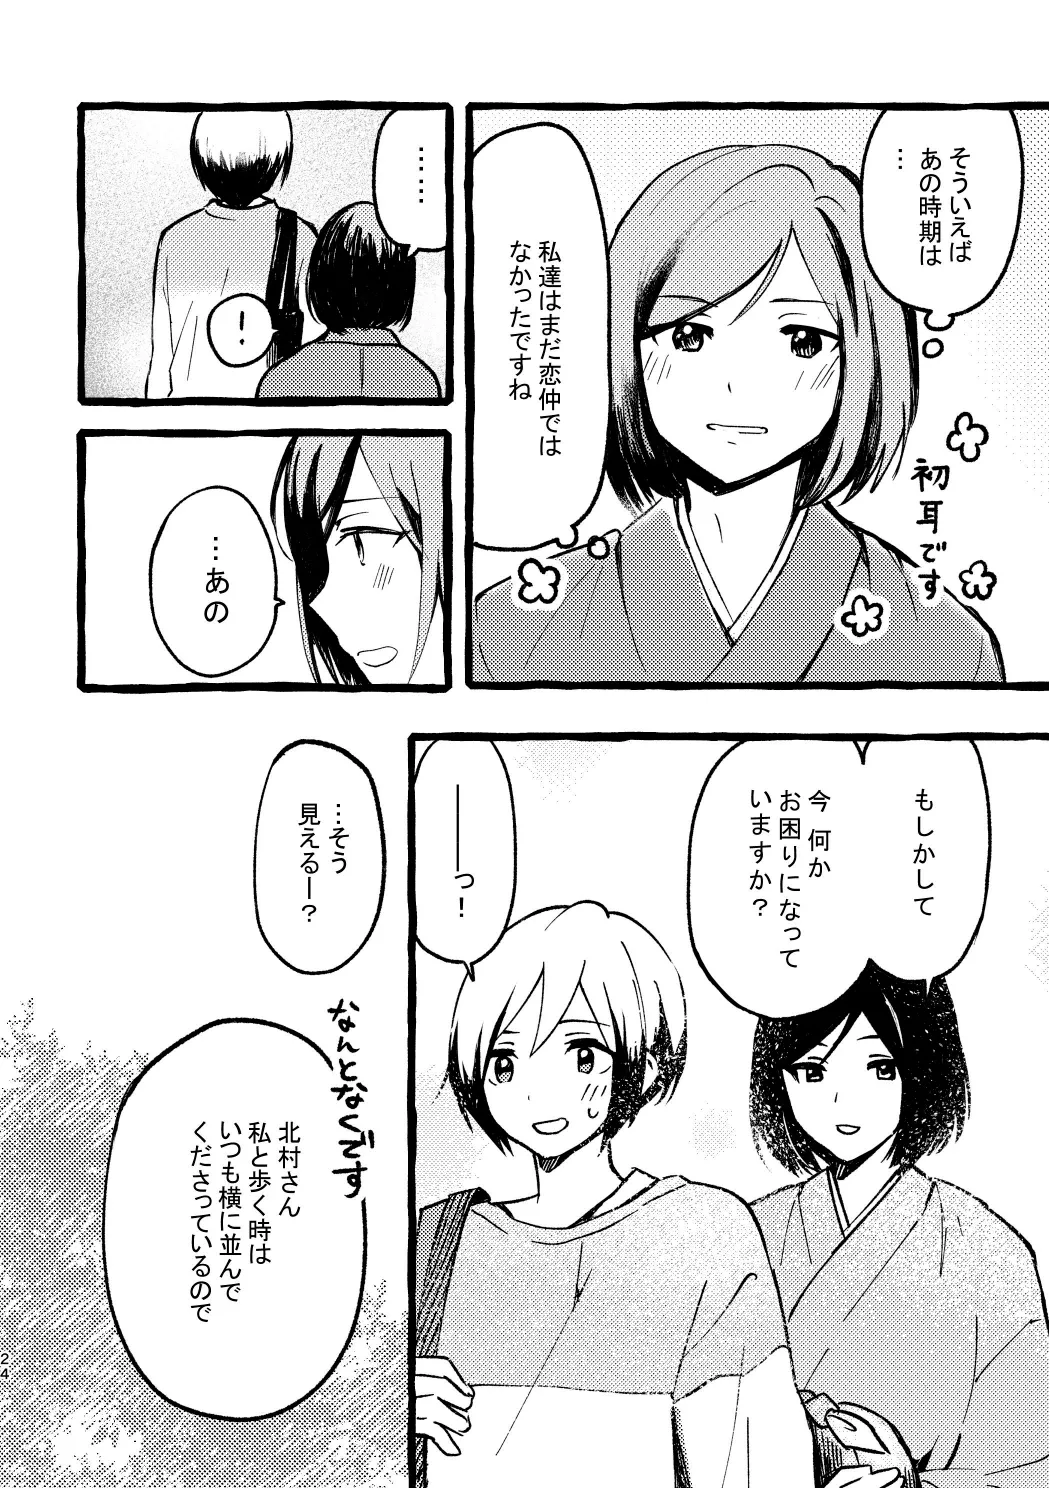 そういえば
あの時期は
…
私達はまだ恋仲では
なかったですね
初耳です
……
！
…あの
もしかして
今 何か
お困りになって
いますか？
――っ！
…そう
見えるー？
なんとなくです
北村さん
私と歩く時は
いつも横に並んで
くださっているので
24